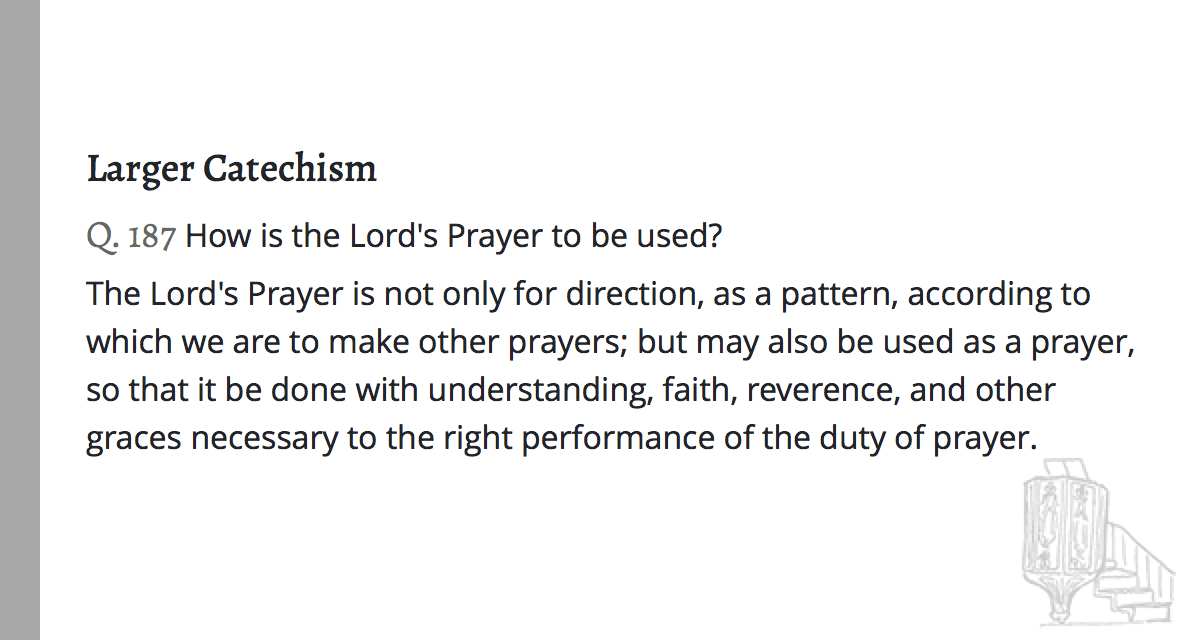 Larger Catechism
Q. 187 How is the Lord's Prayer to be used?
The Lord's Prayer is not only for direction, as a pattern, according to
which we are to make other prayers; but may also be used as a prayer,
so that it be done with understanding, faith, reverence, and other
graces necessary to the right performance of the duty of prayer.